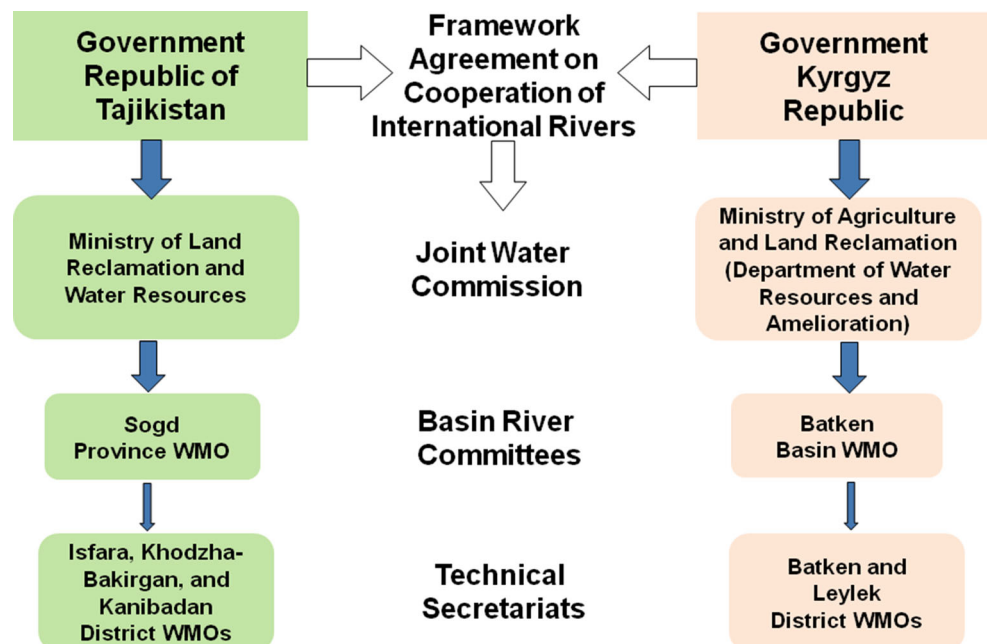 Government
Republic of
Tajikistan
Framework
Agreement on
Cooperation of
International Rivers
Government
Kyrgyz
Republic
Ministry of Land
Reclamation and
Water Resources
Joint Water
Commission
Ministry of Agriculture
and Land Reclamation
(Department of Water
Resources and
Amelioration)
Sogd
Province WMO
Basin River
Committees
Batken
Basin WMO
Isfara, Khodzha-
Bakirgan, and
Kanibadan
District WMOs
Technical
Secretariats
Batken and
Leylek
District WMOs